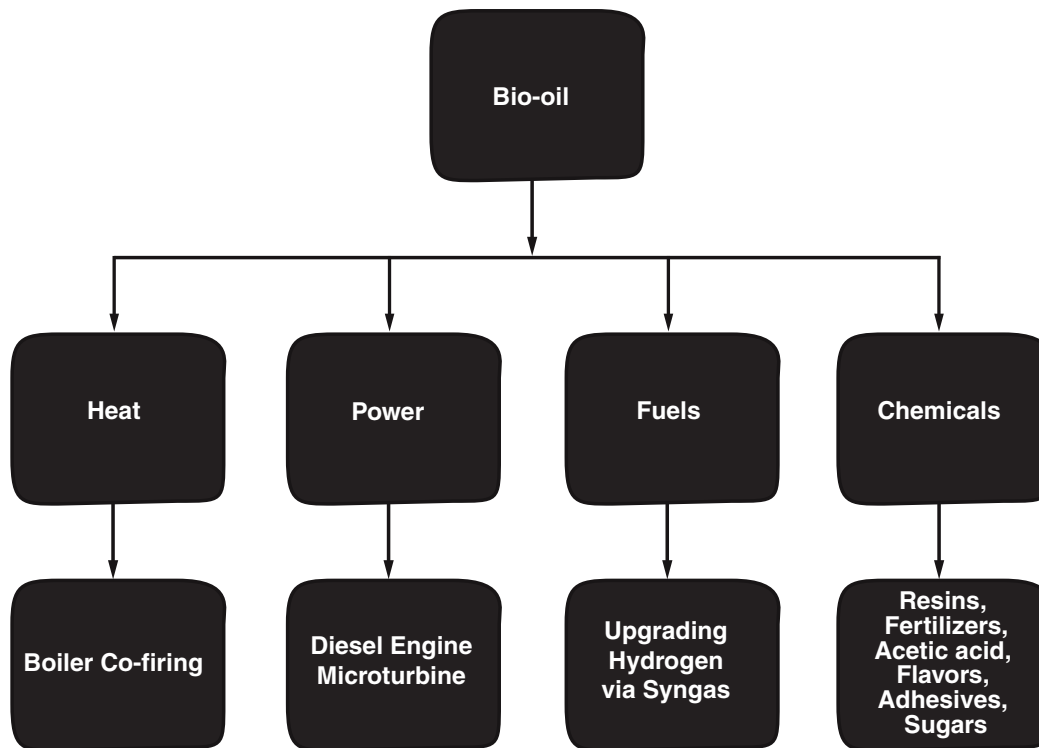 Bio-oil
Heat
Power
Fuels
Chemicals
Boiler Co-firing
Diesel Engine
Microturbine
Upgrading
Hydrogen
via Syngas
Resins,
Fertilizers,
Acetic acid,
Flavors,
Adhesives,
Sugars